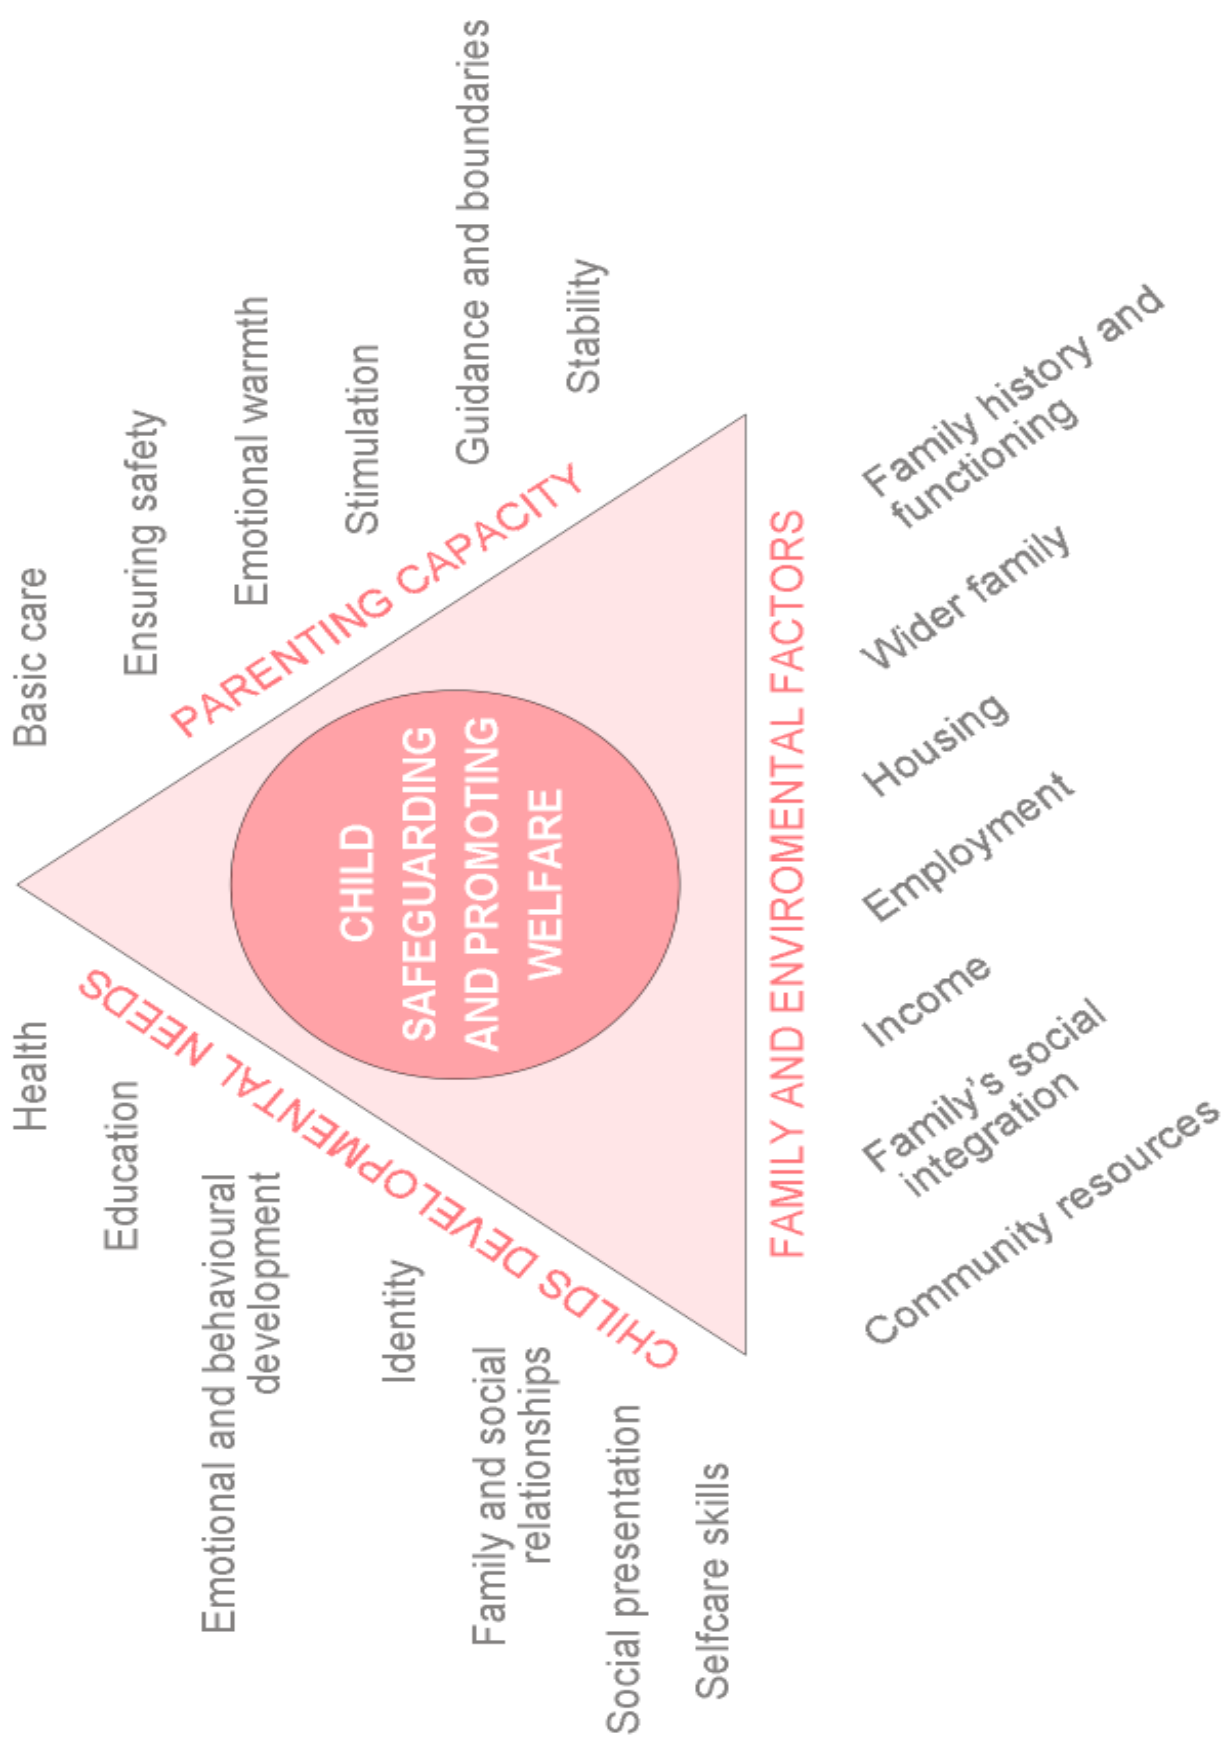 Health
Education
Emotional and behavioural
development
Identity
Family and social
relationships
Social presentation
Selfcare skills
CHILDS DEVELOPMENTAL NEEDS
Basic care
Ensuring safety
Emotional warmth
Stimulation
Guidance and boundaries
Stability
PARENTING CAPACITY
CHILD
SAFEGUARDING
AND PROMOTING
WELFARE
FAMILY AND ENVIROMENTAL FACTORS
Community resources
Family's social
integration
Income
Employment
Housing
Wider family
Family history and
functioning